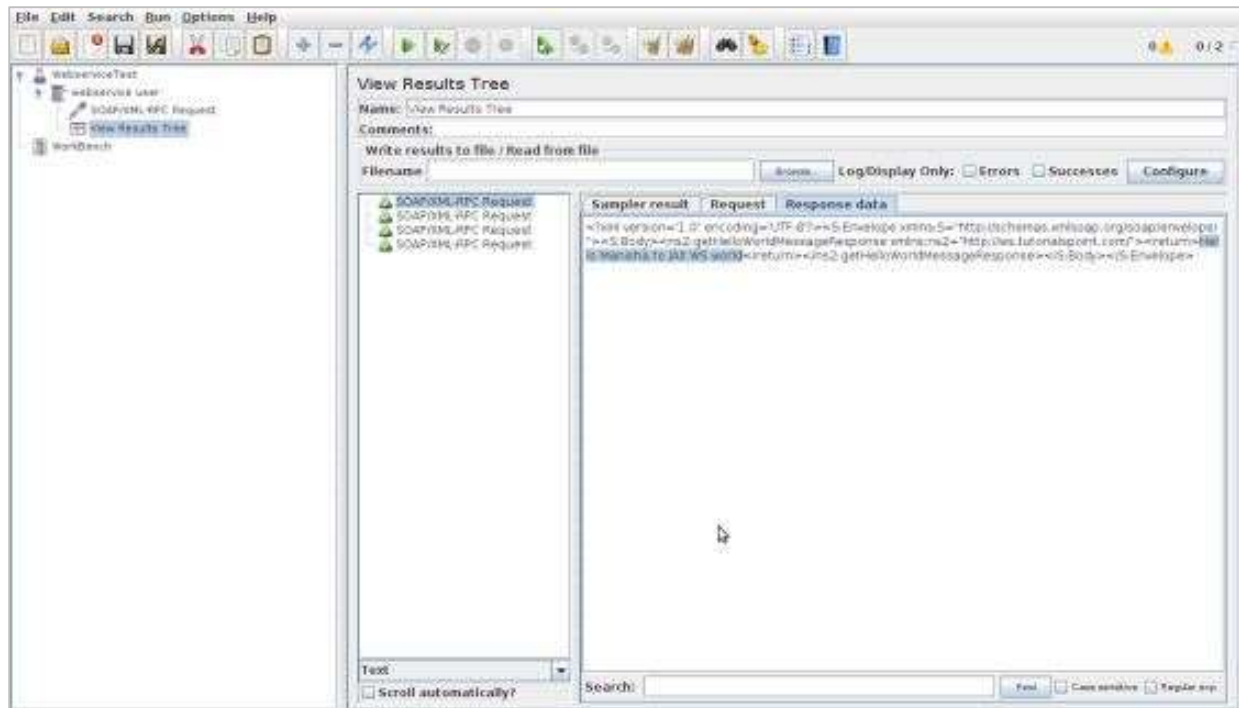 File Edit Search Run Options Help
0 0 / 2
WebserviceTest
webservice user
SOAP/XML-RPC Request
View Results Tree
WorkBench
View Results Tree
Name: View Results Tree
Comments:
Write results to file / Read from file
Filename Browse... Log/Display Only: Errors Successes Configure
SOAP/XML-RPC Request
SOAP/XML-RPC Request
SOAP/XML-RPC Request
SOAP/XML-RPC Request
Sampler result Request Response data
<?xml version='1.0' encoding='UTF-8'?><S:Envelope xmlns:S="http://schemas.xmlsoap.org/soap/envelope/
"><S:Body><ns2:getHelloWorldMessageResponse xmlns:ns2="http://ws.tutorialspoint.com/"><return>Hel
lo Manisha to JAX WS world</return></ns2:getHelloWorldMessageResponse></S:Body></S:Envelope>
Text
Scroll automatically?
Search: Find Case sensitive Regular exp.